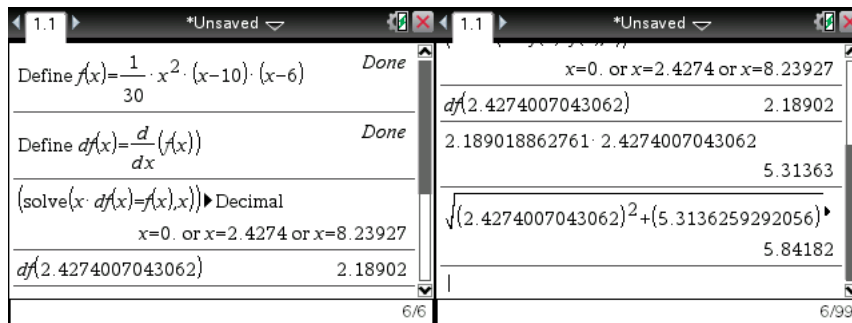 1.1 *Unsaved
Define f(x)=1/30·x²·(x−10)·(x−6) Done
Define df(x)=d/dx(f(x)) Done
(solve(x·df(x)=f(x),x))▶Decimal
x=0. or x=2.4274 or x=8.23927
df(2.4274007043062) 2.18902
6/6
1.1 *Unsaved
x=0. or x=2.4274 or x=8.23927
df(2.4274007043062) 2.18902
2.189018862761·2.4274007043062
5.31363
√(2.4274007043062)²+(5.3136259292056)▸
5.84182
6/99